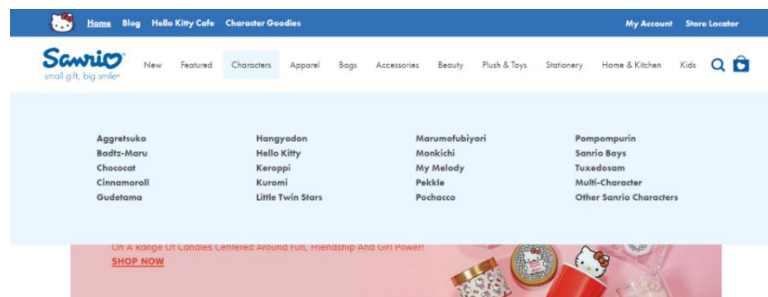 Home Blog Hello Kitty Cafe Character Goodies My Account Store Locator
Sanrio
small gift, big smile
New Featured Characters Apparel Bags Accessories Beauty Plush & Toys Stationery Home & Kitchen Kids
Aggretsuko Hangyodon Marumofubiyori Pompompurin
Badtz-Maru Hello Kitty Monkichi Sanrio Boys
Chococat Keroppi My Melody Tuxedosam
Cinnamoroll Kuromi Pekkle Multi-Character
Gudetama Little Twin Stars Pochacco Other Sanrio Characters
On A Range Of Candles Centered Around Fun, Friendship And Girl Power!
SHOP NOW